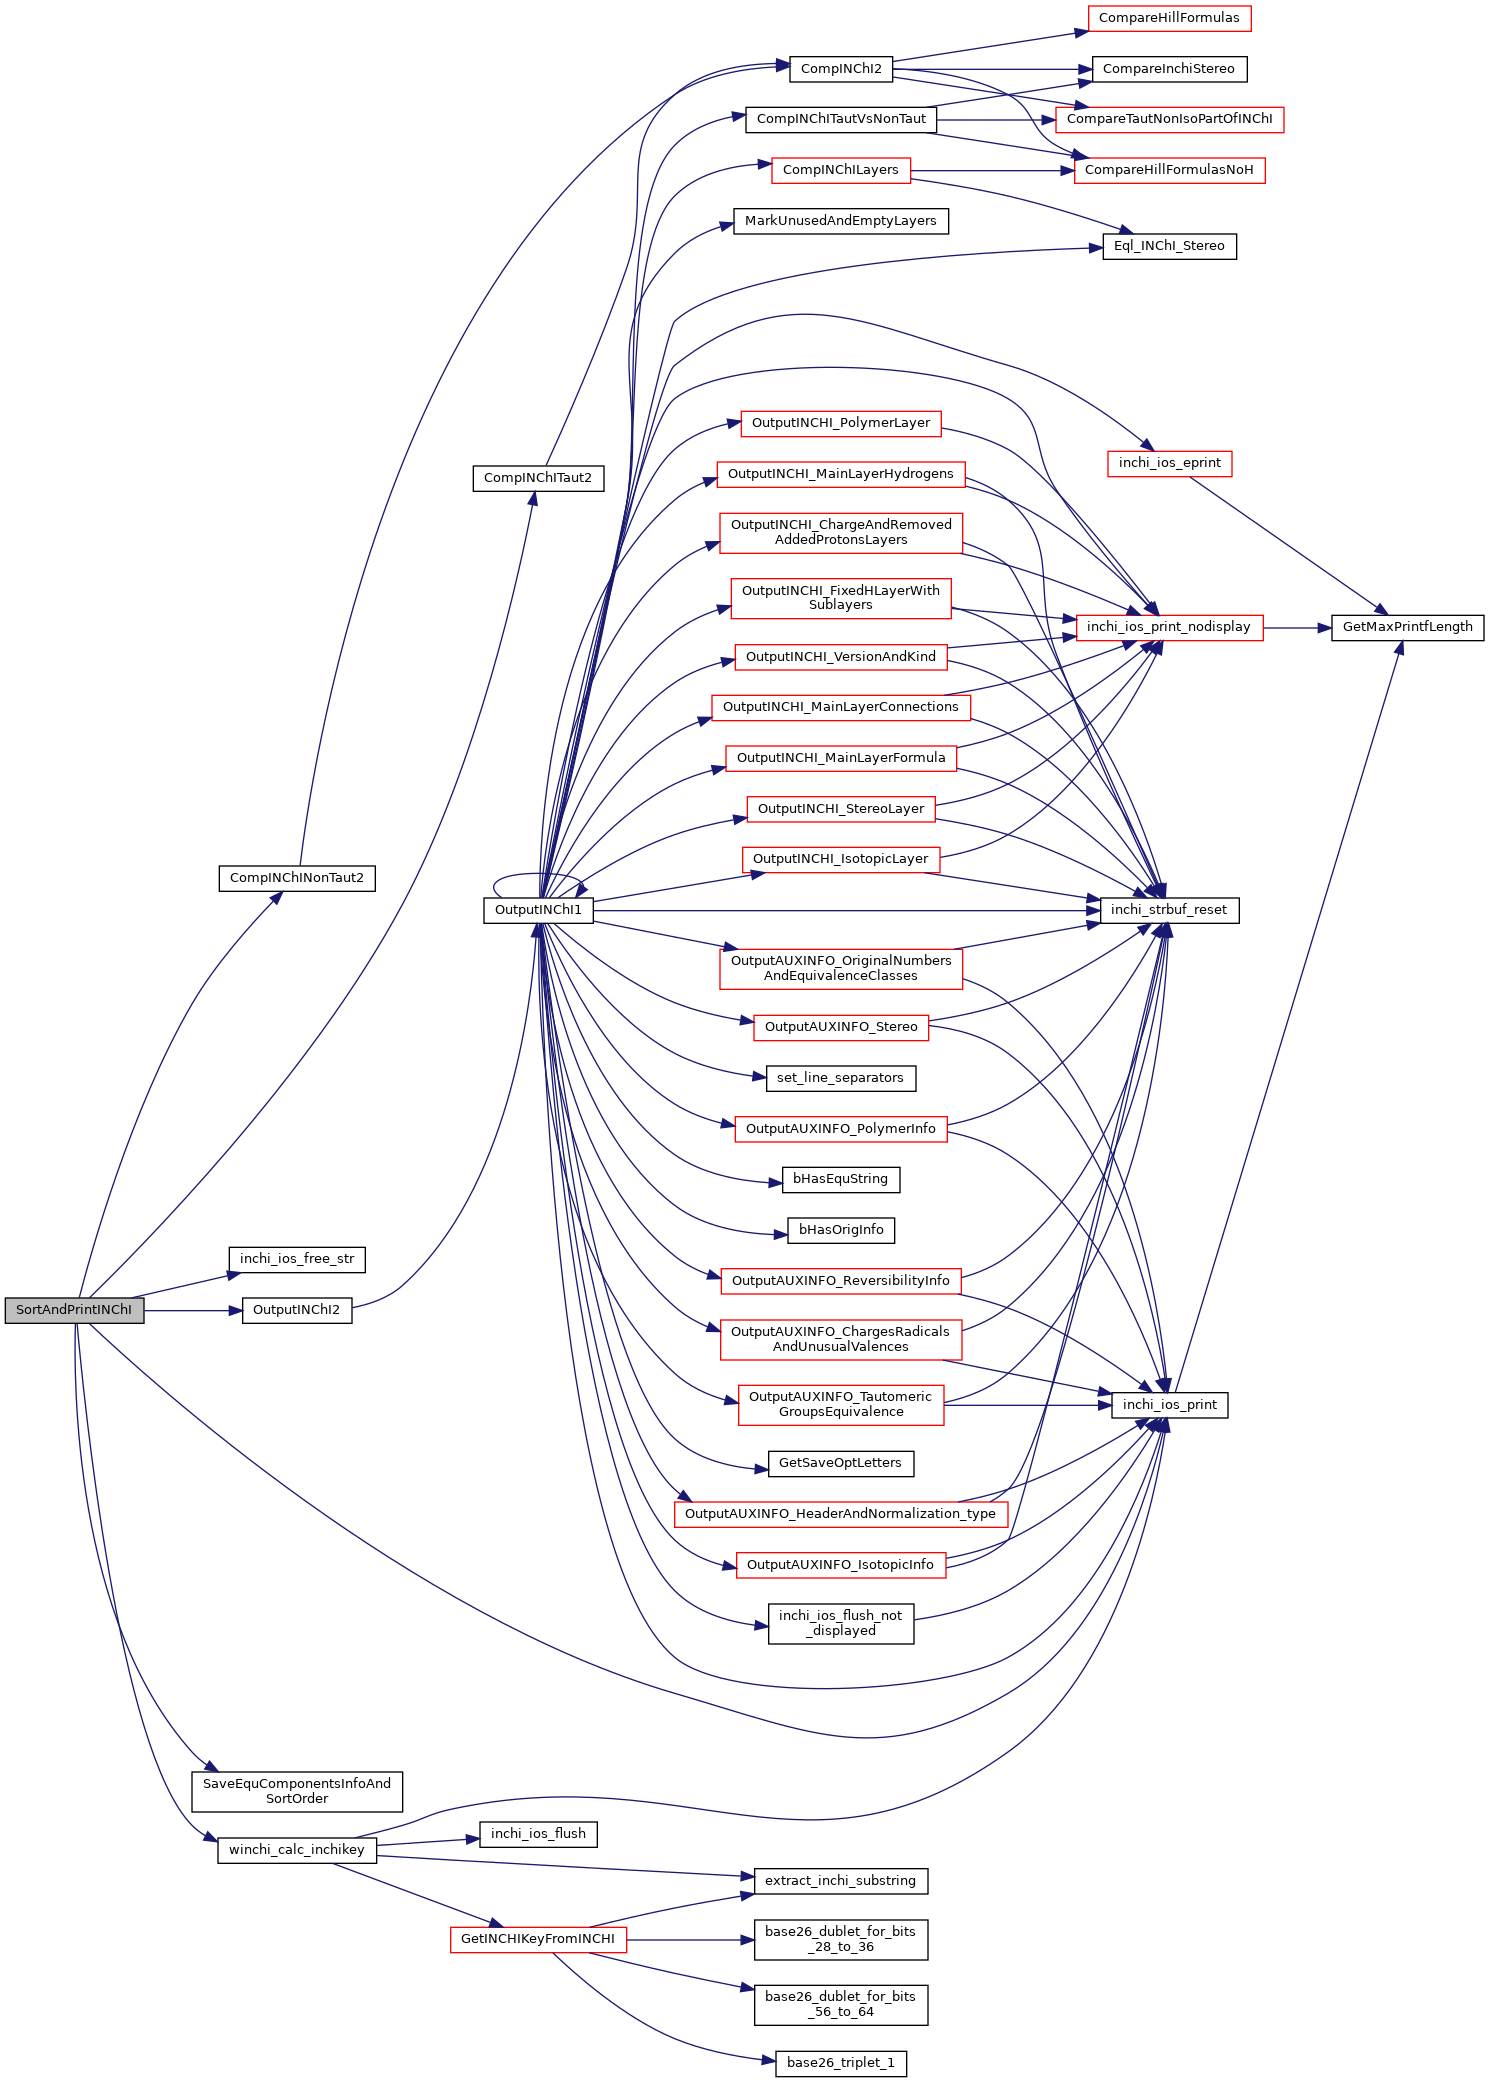 CompareHillFormulas
CompINChI2
CompareInchiStereo
CompINChITautVsNonTaut
CompareTautNonIsoPartOfINChI
CompINChILayers
CompareHillFormulasNoH
MarkUnusedAndEmptyLayers
Eql_INChI_Stereo
OutputINCHI_PolymerLayer
inchi_ios_eprint
CompINChITaut2
OutputINCHI_MainLayerHydrogens
OutputINCHI_ChargeAndRemoved
AddedProtonsLayers
OutputINCHI_FixedHLayerWith
Sublayers
inchi_ios_print_nodisplay
GetMaxPrintfLength
OutputINCHI_VersionAndKind
OutputINCHI_MainLayerConnections
OutputINCHI_MainLayerFormula
OutputINCHI_StereoLayer
OutputINCHI_IsotopicLayer
CompINChINonTaut2
OutputINChI1
inchi_strbuf_reset
OutputAUXINFO_OriginalNumbers
AndEquivalenceClasses
OutputAUXINFO_Stereo
set_line_separators
OutputAUXINFO_PolymerInfo
bHasEquString
bHasOrigInfo
inchi_ios_free_str
OutputAUXINFO_ReversibilityInfo
SortAndPrintINChI
OutputINChI2
OutputAUXINFO_ChargesRadicals
AndUnusualValences
OutputAUXINFO_Tautomeric
GroupsEquivalence
inchi_ios_print
GetSaveOptLetters
OutputAUXINFO_HeaderAndNormalization_type
OutputAUXINFO_IsotopicInfo
inchi_ios_flush_not
_displayed
SaveEquComponentsInfoAnd
SortOrder
inchi_ios_flush
winchi_calc_inchikey
extract_inchi_substring
GetINCHIKeyFromINCHI
base26_dublet_for_bits
_28_to_36
base26_dublet_for_bits
_56_to_64
base26_triplet_1